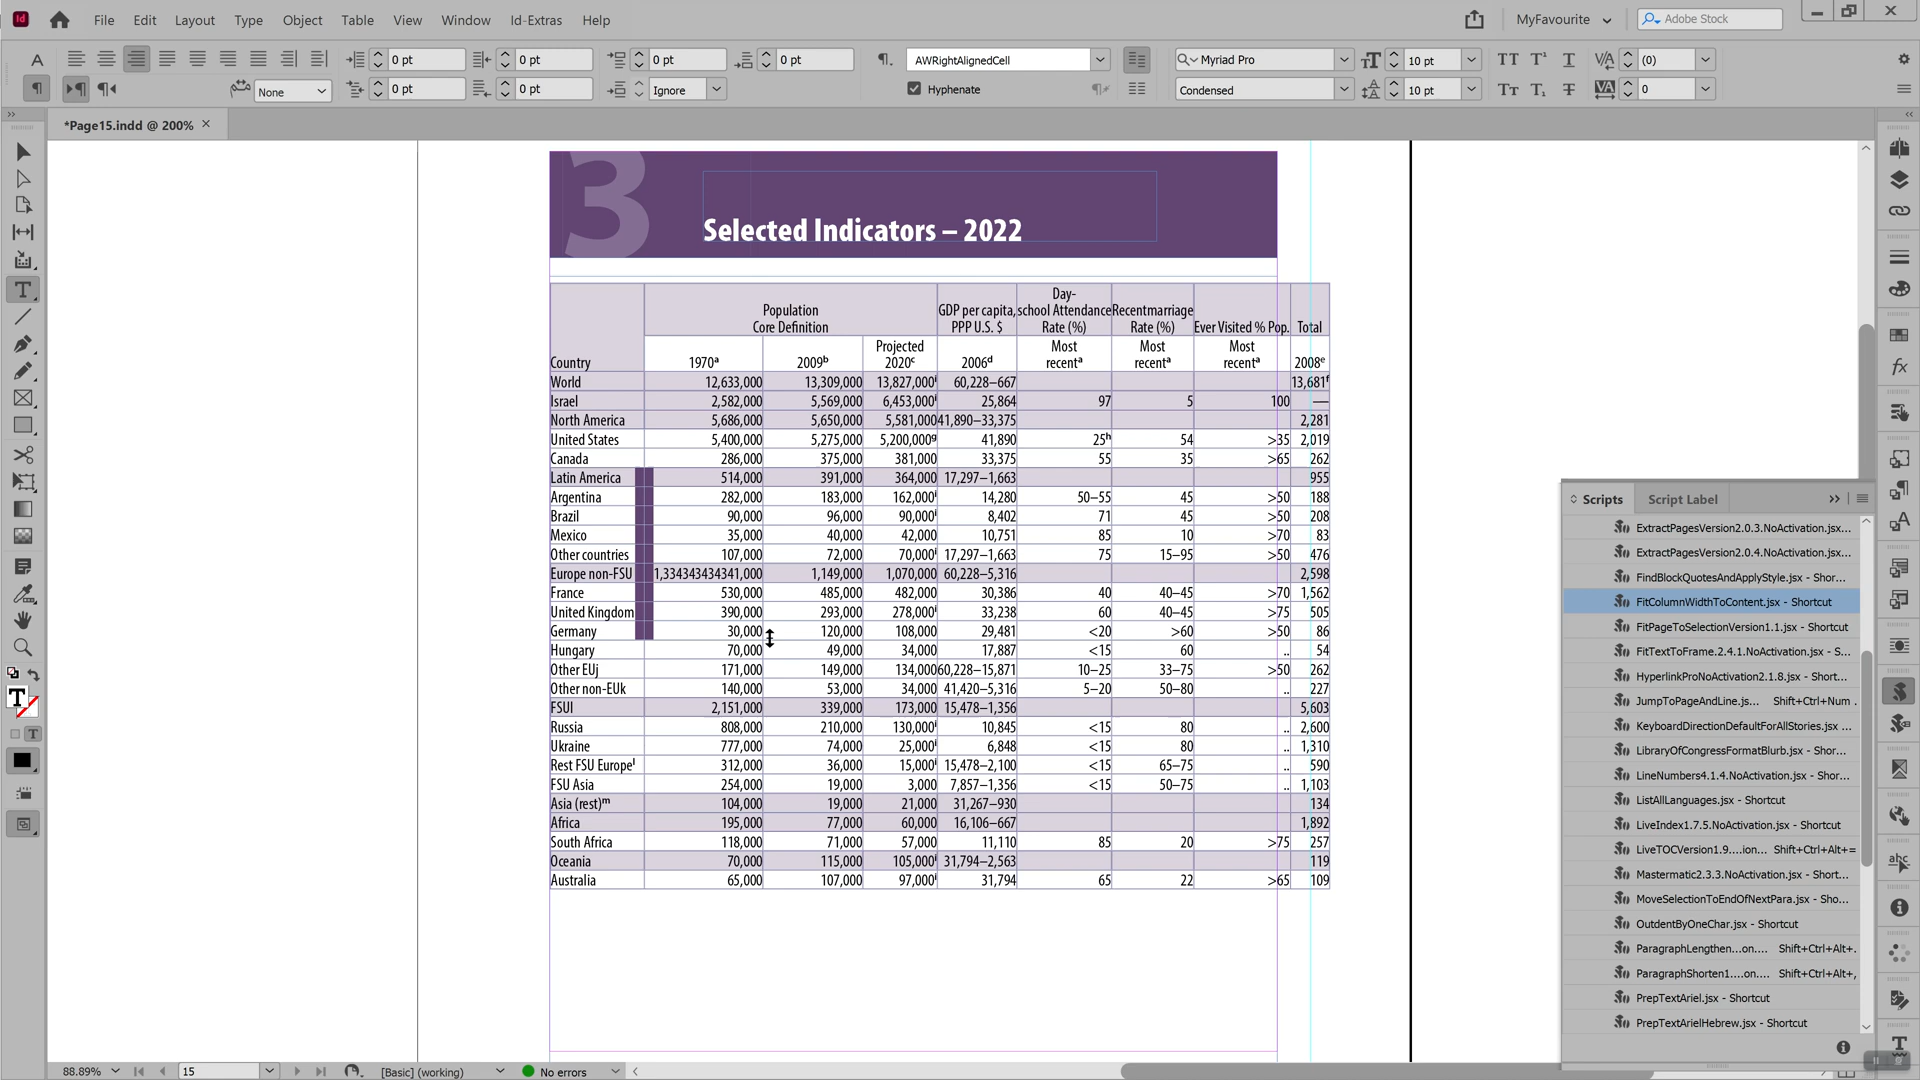 Id File Edit Layout Type Object Table View Window Id-Extras Help MyFavourite Adobe Stock
A 0 pt 0 pt 0 pt 0 pt AWRightAlignedCell Myriad Pro 10 pt (0)
None 0 pt 0 pt Ignore Hyphenate Condensed 10 pt 0
*Page15.indd @ 200%
3
Selected Indicators – 2022
Country
Population
Core Definition
GDP per capita,
PPP U.S. $
Day-
school Attendance
Rate (%)
Recentmarriage
Rate (%)
Ever Visited % Pop.
Total
1970ᵃ 2009ᵇ Projected 2020ᶜ 2006ᵈ Most recentᵃ Most recentᵃ Most recentᵃ 2008ᵉ
World 12,633,000 13,309,000 13,827,000ⁱ 60,228–667 13,681ᶠ
Israel 2,582,000 5,569,000 6,453,000ⁱ 25,864 97 5 100 —
North America 5,686,000 5,650,000 5,581,000 41,890–33,375 2,281
United States 5,400,000 5,275,000 5,200,000ᵍ 41,890 25ʰ 54 >35 2,019
Canada 286,000 375,000 381,000 33,375 55 35 >65 262
Latin America 514,000 391,000 364,000 17,297–1,663 955
Argentina 282,000 183,000 162,000ⁱ 14,280 50–55 45 >50 188
Brazil 90,000 96,000 90,000ⁱ 8,402 71 45 >50 208
Mexico 35,000 40,000 42,000 10,751 85 10 >70 83
Other countries 107,000 72,000 70,000ⁱ 17,297–1,663 75 15–95 >50 476
Europe non-FSU 1,334343434341,000 1,149,000 1,070,000 60,228–5,316 2,598
France 530,000 485,000 482,000 30,386 40 40–45 >70 1,562
United Kingdom 390,000 293,000 278,000ⁱ 33,238 60 40–45 >75 505
Germany 30,000 120,000 108,000 29,481 <20 >60 >50 86
Hungary 70,000 49,000 34,000 17,887 <15 60 .. 54
Other EUj 171,000 149,000 134,000 60,228–15,871 10–25 33–75 >50 262
Other non-EUk 140,000 53,000 34,000 41,420–5,316 5–20 50–80 .. 227
FSUI 2,151,000 339,000 173,000 15,478–1,356 5,603
Russia 808,000 210,000 130,000ⁱ 10,845 <15 80 .. 2,600
Ukraine 777,000 74,000 25,000ⁱ 6,848 <15 80 .. 1,310
Rest FSU Europeˡ 312,000 36,000 15,000ⁱ 15,478–2,100 <15 65–75 .. 590
FSU Asia 254,000 19,000 3,000 7,857–1,356 <15 50–75 .. 1,103
Asia (rest)ᵐ 104,000 19,000 21,000 31,267–930 134
Africa 195,000 77,000 60,000 16,106–667 1,892
South Africa 118,000 71,000 57,000 11,110 85 20 >75 257
Oceania 70,000 115,000 105,000ⁱ 31,794–2,563 119
Australia 65,000 107,000 97,000ⁱ 31,794 65 22 >65 109
Scripts Script Label
ExtractPagesVersion2.0.3.NoActivation.jsx...
ExtractPagesVersion2.0.4.NoActivation.jsx...
FindBlockQuotesAndApplyStyle.jsx - Shor...
FitColumnWidthToContent.jsx - Shortcut
FitPageToSelectionVersion1.1.jsx - Shortcut
FitTextToFrame.2.4.1.NoActivation.jsx - S...
HyperlinkProNoActivation2.1.8.jsx - Short...
JumpToPageAndLine.js... Shift+Ctrl+Num .
KeyboardDirectionDefaultForAllStories.jsx ...
LibraryOfCongressFormatBlurb.jsx - Shor...
LineNumbers4.1.4.NoActivation.jsx - Shor...
ListAllLanguages.jsx - Shortcut
LiveIndex1.7.5.NoActivation.jsx - Shortcut
LiveTOCVersion1.9....ion... Shift+Ctrl+Alt+=
Mastermatic2.3.3.NoActivation.jsx - Shor...
MoveSelectionToEndOfNextPara.jsx - Sho...
OutdentByOneChar.jsx - Shortcut
ParagraphLengthen...on.... Shift+Ctrl+Alt+.
ParagraphShorten1....on.... Shift+Ctrl+Alt+,
PrepTextAriel.jsx - Shortcut
PrepTextArielHebrew.jsx - Shortcut
88.89% 15 [Basic] (working) No errors